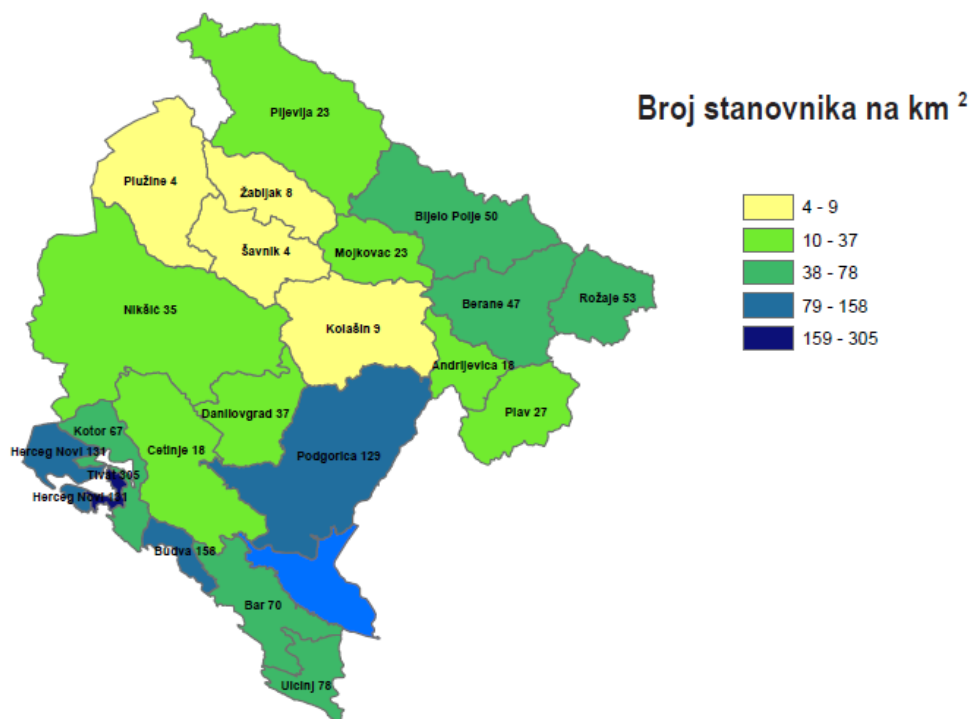 Broj stanovnika na km 2
4 - 9
10 - 37
38 - 78
79 - 158
159 - 305
Pljevlja 23
Plužine 4
Žabljak 8
Bijelo Polje 50
Šavnik 4
Mojkovac 23
Nikšić 35
Berane 47
Rožaje 53
Kolašin 9
Andrijevica 18
Plav 27
Danilovgrad 37
Kotor 67
Cetinje 18
Herceg Novi 131
Podgorica 129
Tivat 305
Herceg Novi 131
Budva 158
Bar 70
Ulcinj 78